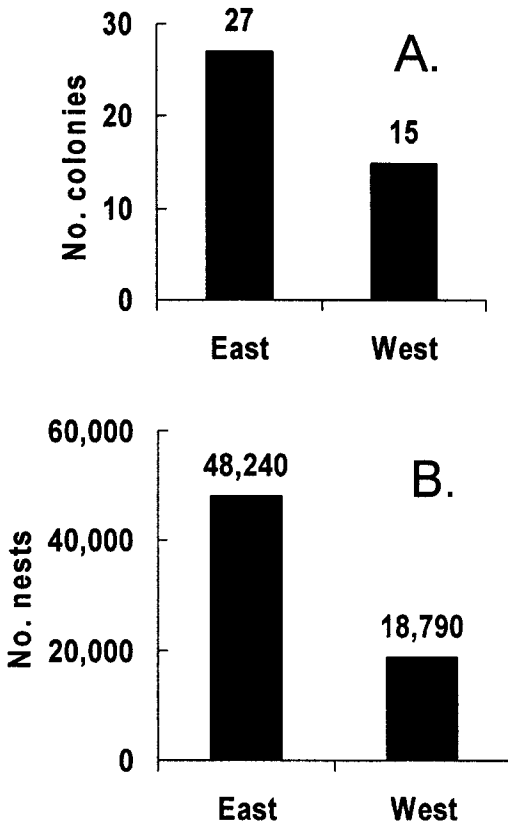 No. colonies
30
20
10
0
27
15
A.
East West
No. nests
60,000
40,000
20,000
0
48,240
18,790
B.
East West